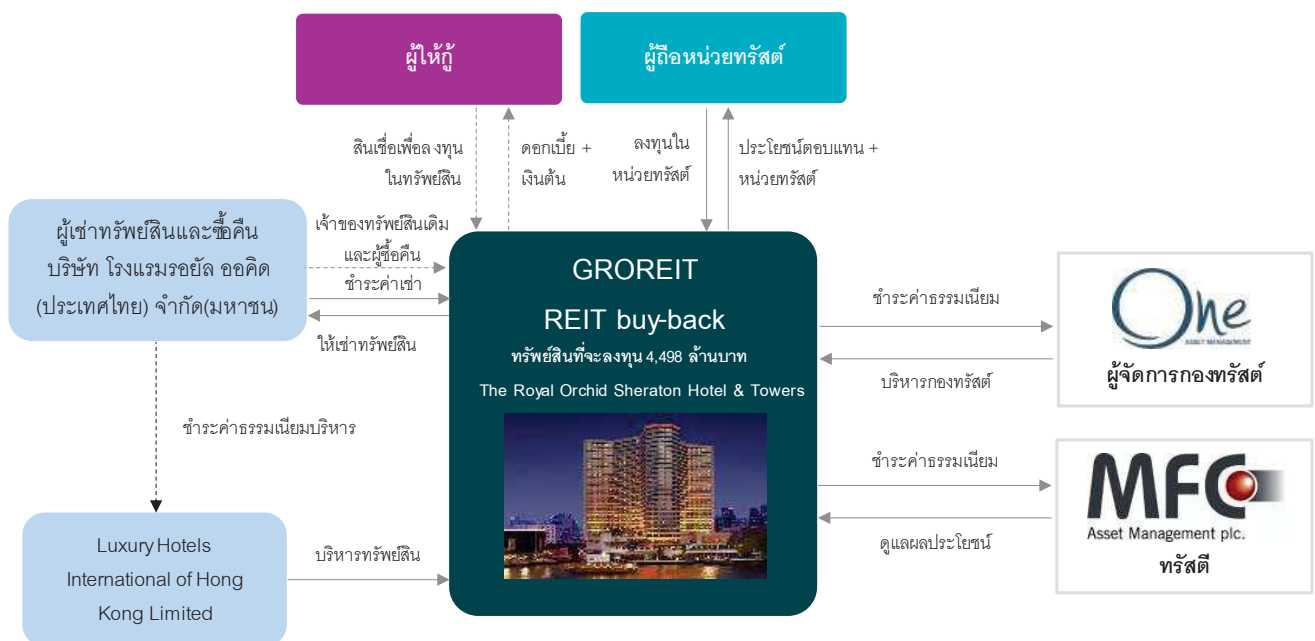 ผู้ให้กู้
ผู้ถือหน่วยทรัสต์
สินเชื่อเพื่อลงทุน
ในทรัพย์สิน
ดอกเบี้ย +
เงินต้น
ลงทุนใน
หน่วยทรัสต์
ประโยชน์ตอบแทน +
หน่วยทรัสต์
ผู้เช่าทรัพย์สินและซื้อคืน
บริษัท โรงแรมรอยัล ออคิด
(ประเทศไทย) จำกัด(มหาชน)
เจ้าของทรัพย์สินเดิม
และผู้ซื้อคืน
ชำระค่าเช่า
ให้เช่าทรัพย์สิน
GROREIT
REIT buy-back
ทรัพย์สินที่จะลงทุน 4,498 ล้านบาท
The Royal Orchid Sheraton Hotel & Towers
ชำระค่าธรรมเนียม
บริหารกองทรัสต์
One
ASSET MANAGEMENT
ผู้จัดการกองทรัสต์
ชำระค่าธรรมเนียมบริหาร
ชำระค่าธรรมเนียม
ดูแลผลประโยชน์
MFC
Asset Management plc.
ทรัสตี
Luxury Hotels
International of Hong
Kong Limited
บริหารทรัพย์สิน